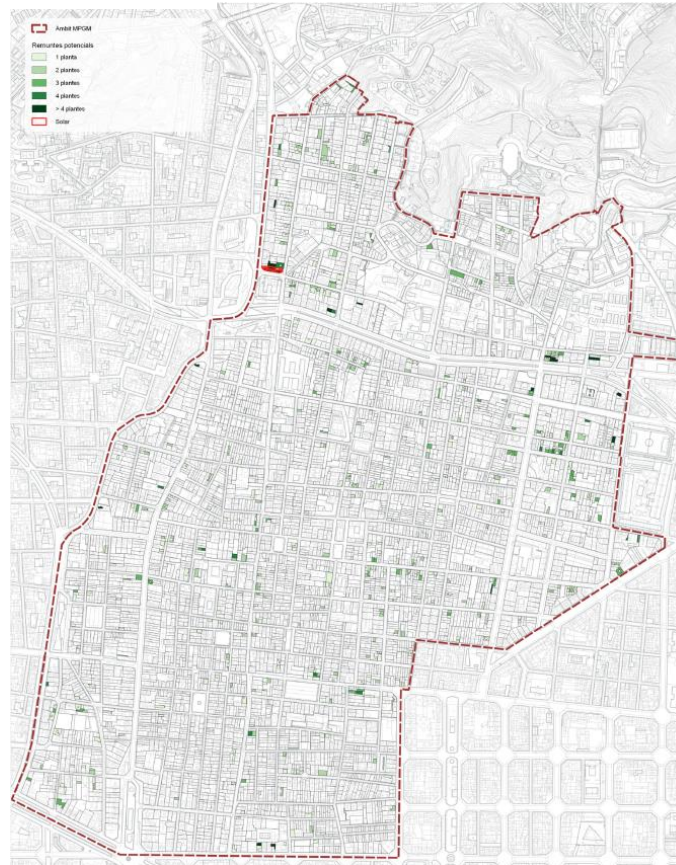 Àmbit MPGM
Remuntes potencials
1 planta
2 plantes
3 plantes
4 plantes
> 4 plantes
Solar